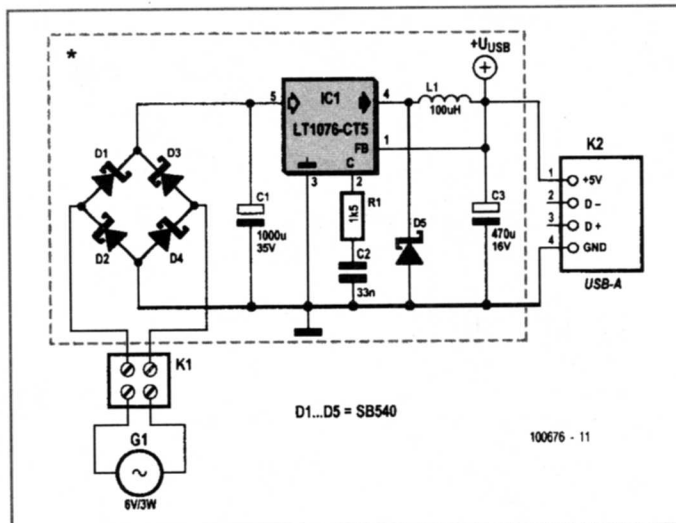 *
+UUSB
D1
D3
D2
D4
C1
1000u
35V
5
IC1
LT1076-CT5
FB
C
4
1
3
2
R1
1k5
C2
33n
L1
100uH
D5
C3
470u
16V
K2
1
+5V
2
D −
3
D +
4
GND
USB-A
K1
G1
~
6V/3W
D1...D5 = SB540
100676 - 11